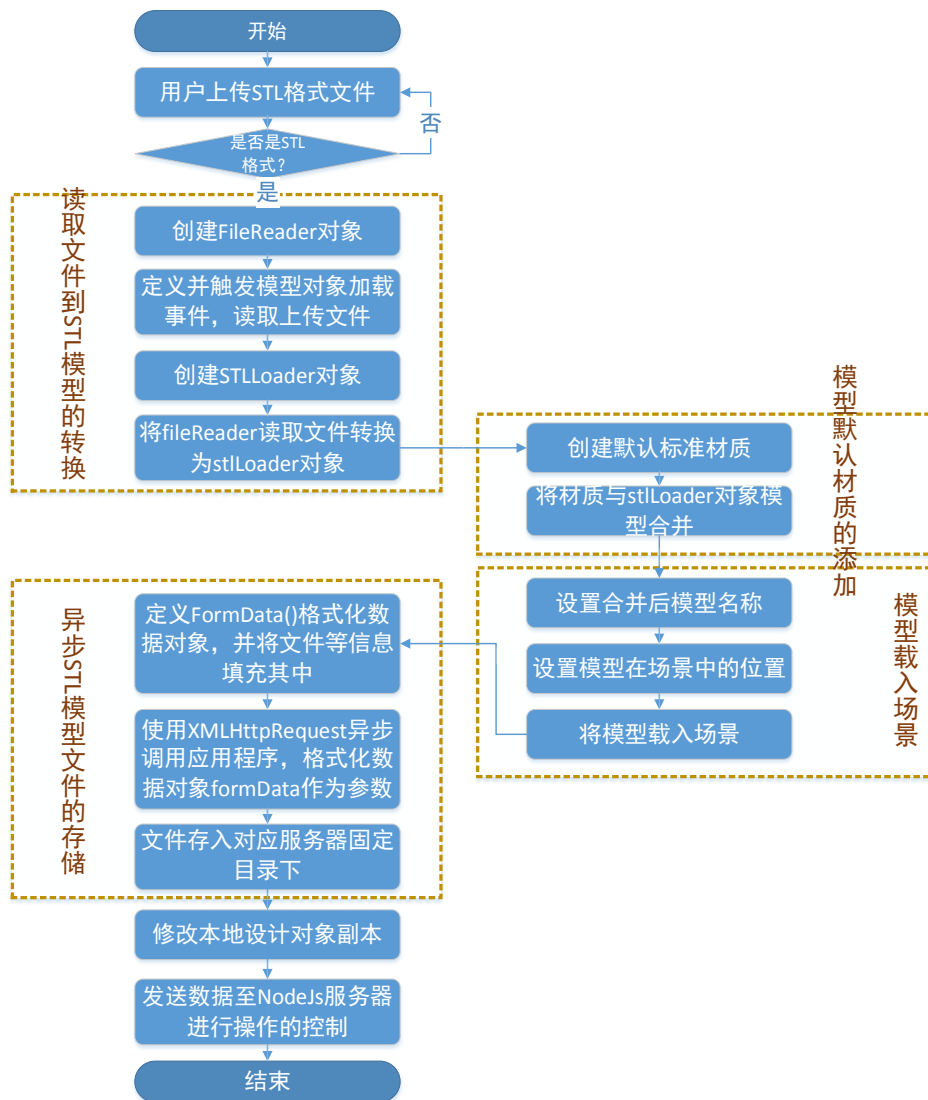 开始
用户上传STL格式文件
否
是否是STL
格式？
是
读取文件到STL模型的转换
创建FileReader对象
定义并触发模型对象加载
事件，读取上传文件
创建STLLoader对象
将fileReader读取文件转换
为stlLoader对象
模型默认材质的添加
创建默认标准材质
将材质与stlLoader对象模
型合并
模型载入场景
设置合并后模型名称
设置模型在场景中的位置
将模型载入场景
异步STL模型文件的存储
定义FormData()格式化数
据对象，并将文件等信息
填充其中
使用XMLHttpRequest异步
调用应用程序，格式化数
据对象formData作为参数
文件存入对应服务器固定
目录下
修改本地设计对象副本
发送数据至NodeJs服务器
进行操作的控制
结束